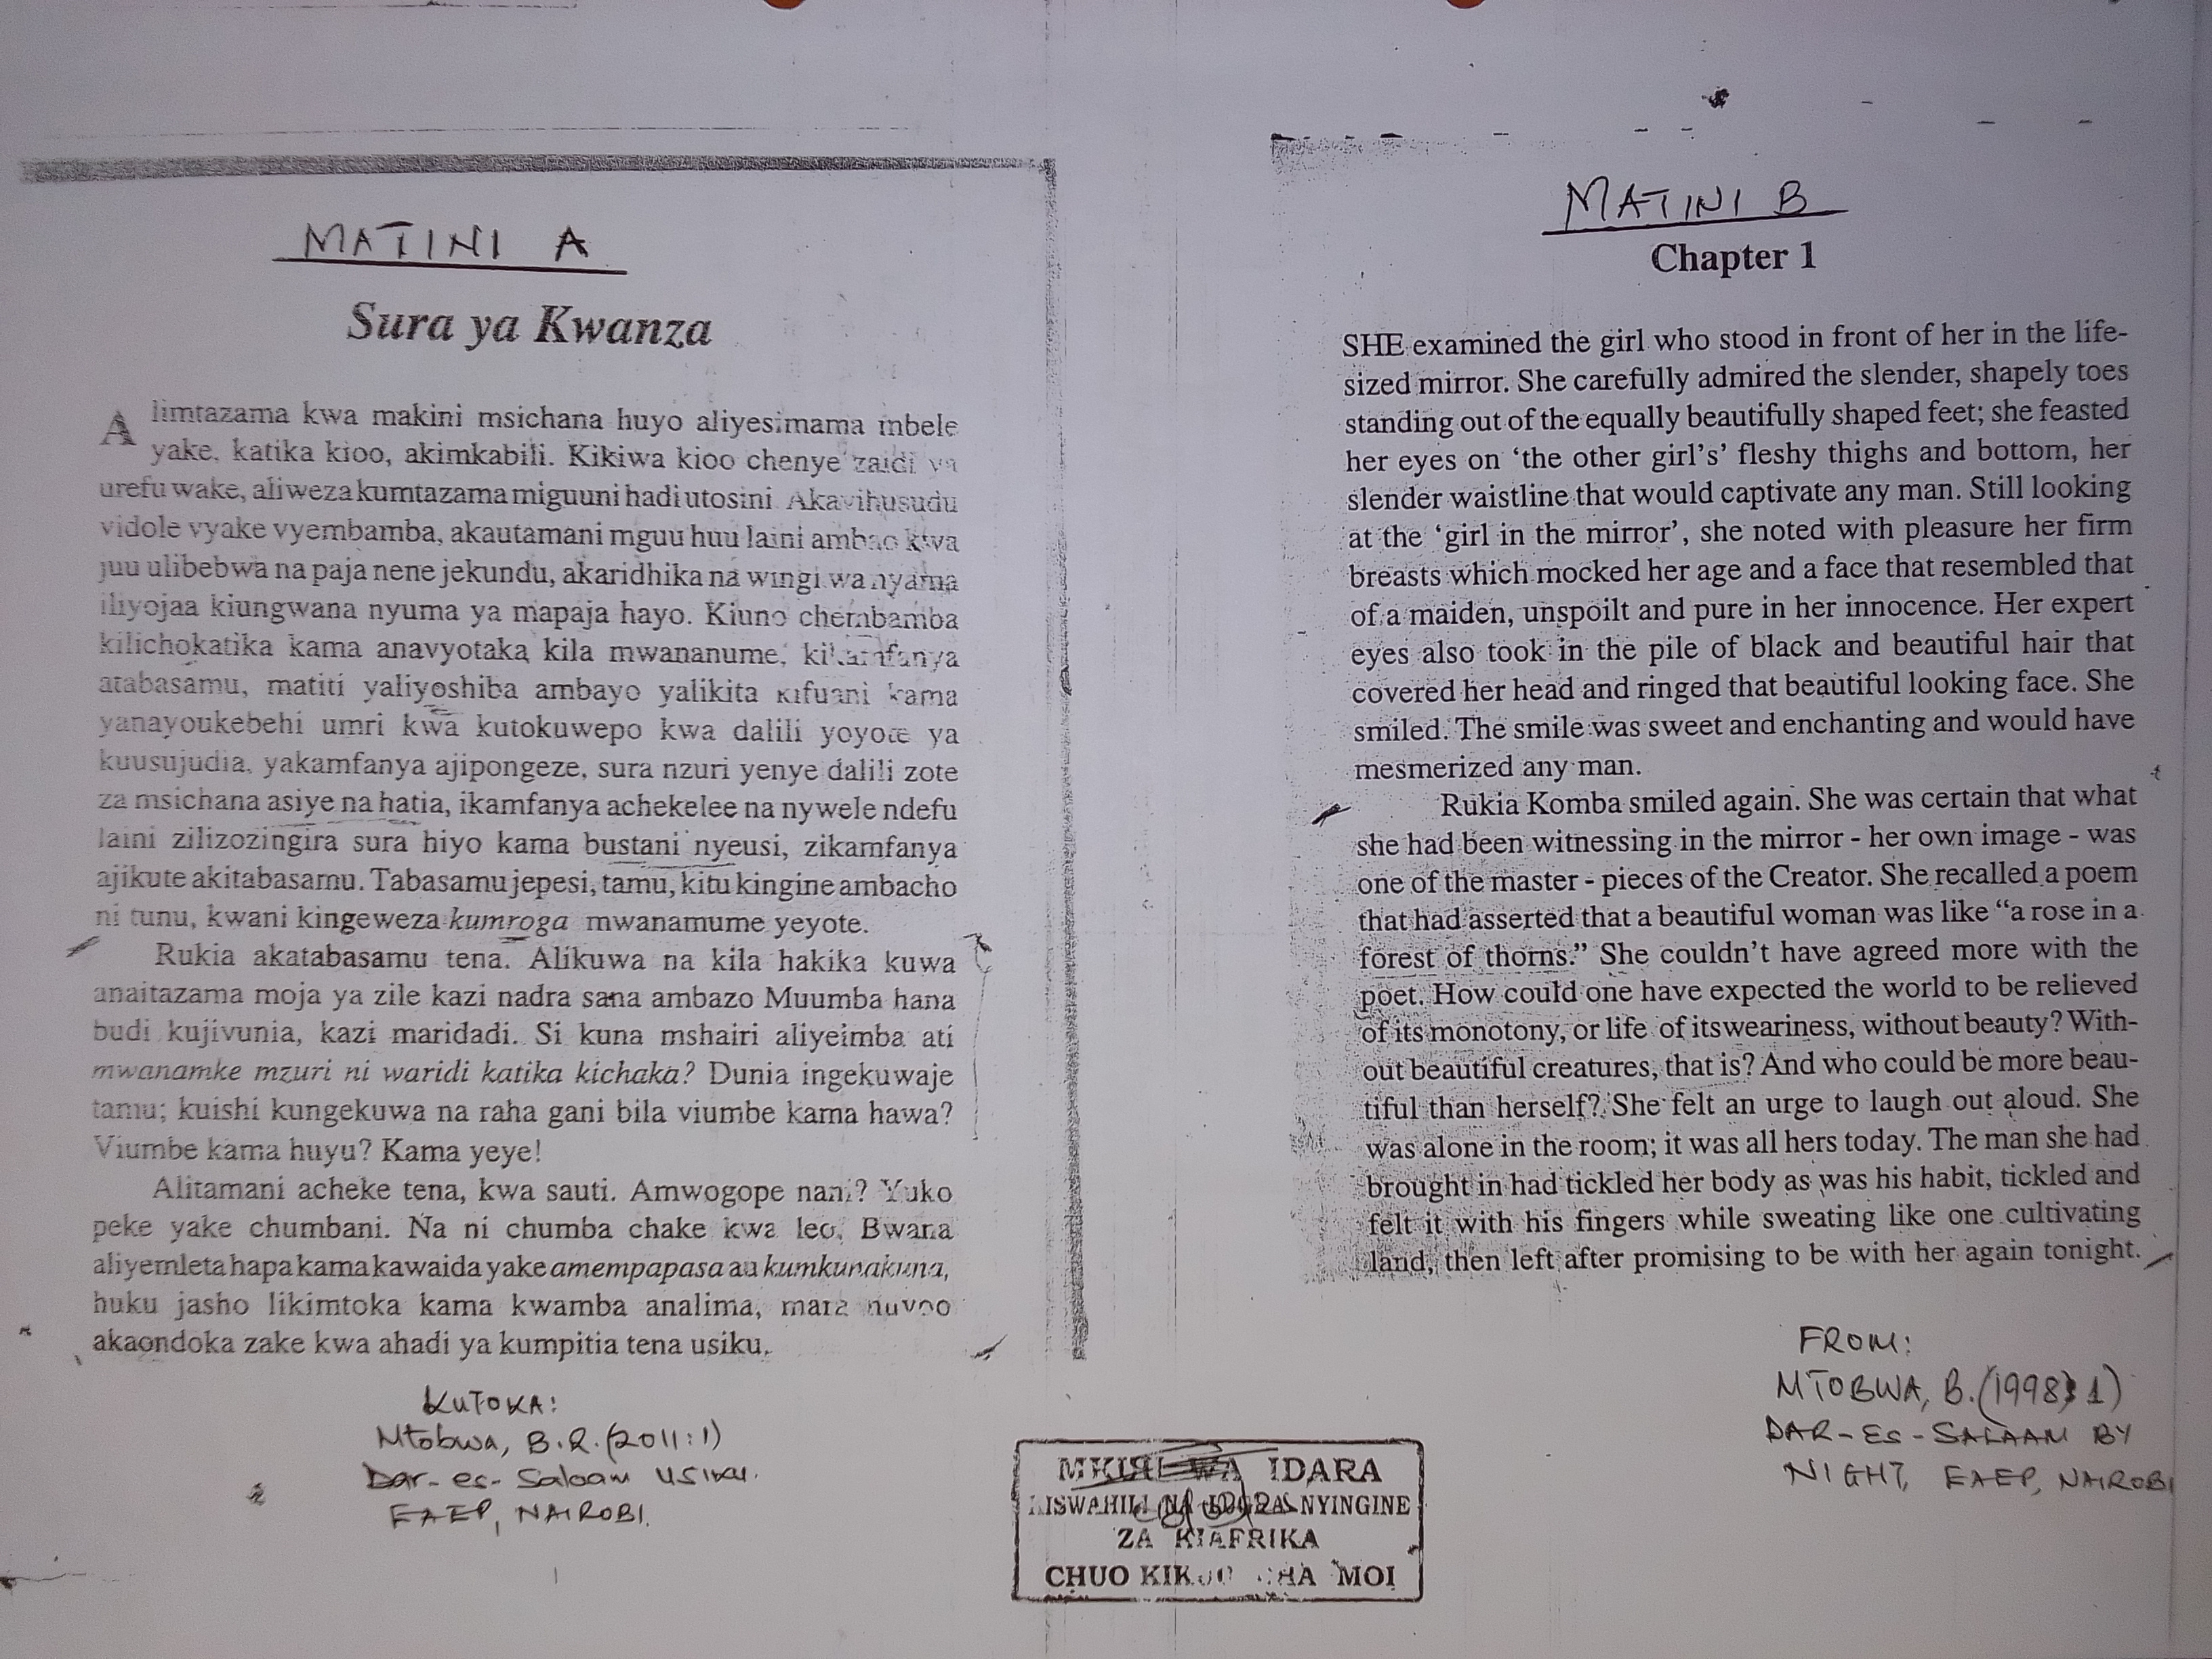 MATINI A
Sura ya Kwanza
Alimtazama kwa makini msichana huyo aliyesimama mbele
yake, katika kioo, akimkabili. Kikiwa kioo chenye zaidi ya
urefu wake, aliweza kumtazama miguuni hadi utosini. Akavihusudu
vidole vyake vyembamba, akautamani mguu huu laini ambao kwa
juu ulibebwa na paja nene jekundu, akaridhika na wingi wa nyama
iliyojaa kiungwana nyuma ya mapaja hayo. Kiuno chembamba
kilichokatika kama anavyotaka kila mwananume, kikamfanya
atabasamu, matiti yaliyoshiba ambayo yalikita kifuani kama
yanayoukebehi umri kwa kutokuwepo kwa dalili yoyote ya
kuusujudia, yakamfanya ajipongeze, sura nzuri yenye dalili zote
za msichana asiye na hatia, ikamfanya achekelee na nywele ndefu
laini zilizozingira sura hiyo kama bustani nyeusi, zikamfanya
ajikute akitabasamu. Tabasamu jepesi, tamu, kitu kingine ambacho
ni tunu, kwani kingeweza kumroga mwanamume yeyote.
Rukia akatabasamu tena. Alikuwa na kila hakika kuwa
anaitazama moja ya zile kazi nadra sana ambazo Muumba hana
budi kujivunia, kazi maridadi. Si kuna mshairi aliyeimba ati
mwanamke mzuri ni waridi katika kichaka? Dunia ingekuwaje
tamu; kuishi kungekuwa na raha gani bila viumbe kama hawa?
Viumbe kama huyu? Kama yeye!
Alitamani acheke tena, kwa sauti. Amwogope nani? Yuko
peke yake chumbani. Na ni chumba chake kwa leo. Bwana
aliyemleta hapa kama kawaida yake amempapasa au kumkunakuna,
huku jasho likimtoka kama kwamba analima, mara huyoo
akaondoka zake kwa ahadi ya kumpitia tena usiku.
KUTOKA:
Mtobwa, B.R. (2011:1)
Dar-es-Salaam USIKU.
EAEP, NAIROBI.
MATINI B
Chapter 1
SHE examined the girl who stood in front of her in the life-
sized mirror. She carefully admired the slender, shapely toes
standing out of the equally beautifully shaped feet; she feasted
her eyes on ‘the other girl’s’ fleshy thighs and bottom, her
slender waistline that would captivate any man. Still looking
at the ‘girl in the mirror’, she noted with pleasure her firm
breasts which mocked her age and a face that resembled that
of a maiden, unspoilt and pure in her innocence. Her expert
eyes also took in the pile of black and beautiful hair that
covered her head and ringed that beautiful looking face. She
smiled. The smile was sweet and enchanting and would have
mesmerized any man.
Rukia Komba smiled again. She was certain that what
she had been witnessing in the mirror - her own image - was
one of the master - pieces of the Creator. She recalled a poem
that had asserted that a beautiful woman was like “a rose in a
forest of thorns.” She couldn’t have agreed more with the
poet. How could one have expected the world to be relieved
of its monotony, or life of itsweariness, without beauty? With-
out beautiful creatures, that is? And who could be more beau-
tiful than herself? She felt an urge to laugh out aloud. She
was alone in the room; it was all hers today. The man she had
brought in had tickled her body as was his habit, tickled and
felt it with his fingers while sweating like one cultivating
land, then left after promising to be with her again tonight.
FROM:
MTOBWA, B. (1998: 1)
DAR-ES-SALAAM BY
NIGHT, EAEP, NAIROBI
MKUU WA IDARA
KISWAHILI NA LUGHA NYINGINE
ZA KIAFRIKA
CHUO KIKUU CHA MOI